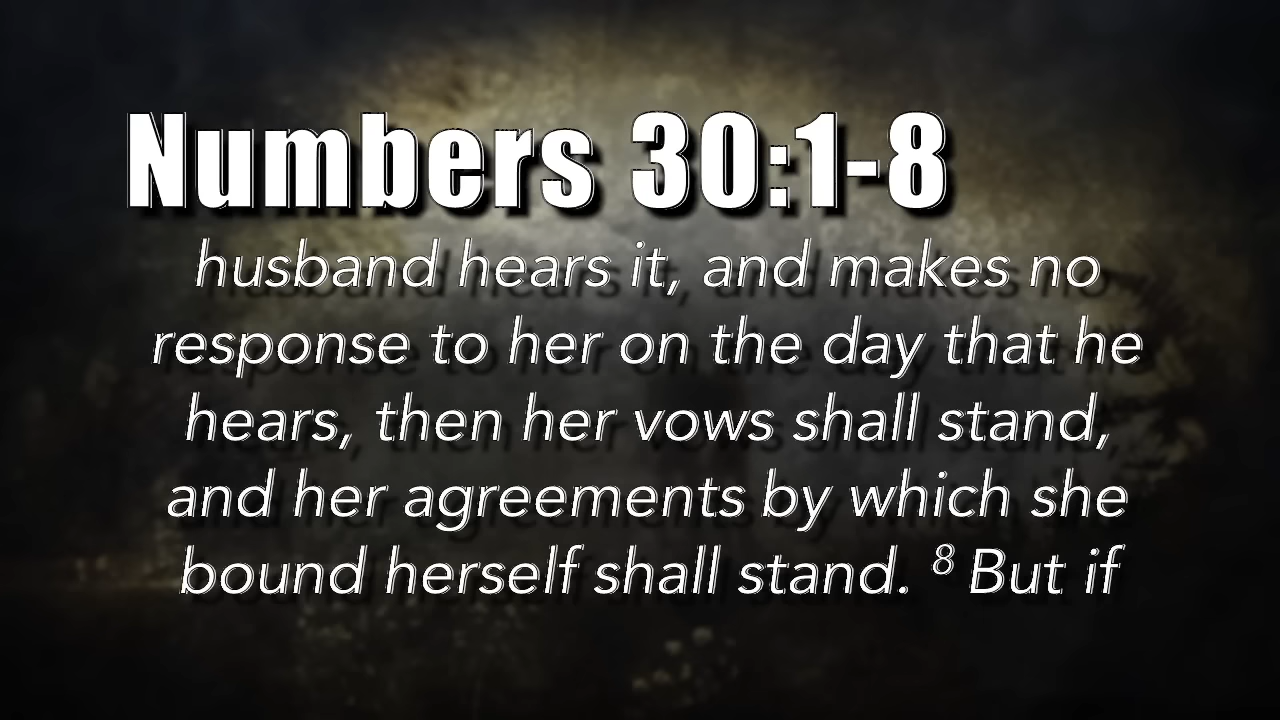 Numbers 30:1-8
husband hears it, and makes no
response to her on the day that he
hears, then her vows shall stand,
and her agreements by which she
bound herself shall stand. ⁸ But if